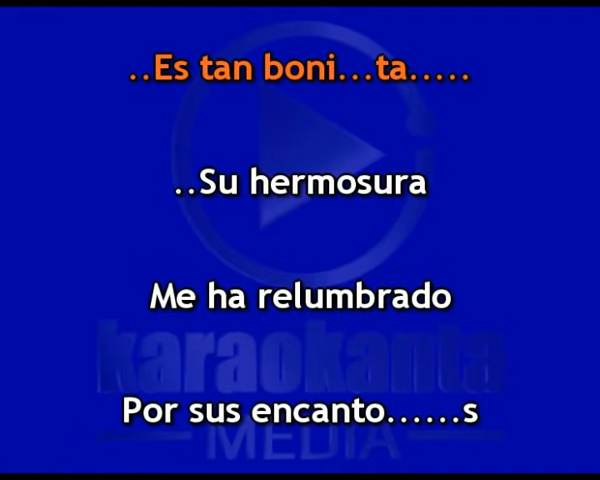 ..Es tan boni...ta.....
..Su hermosura
Me ha relumbrado
karaokanta
Por sus encanto......s
MEDIA